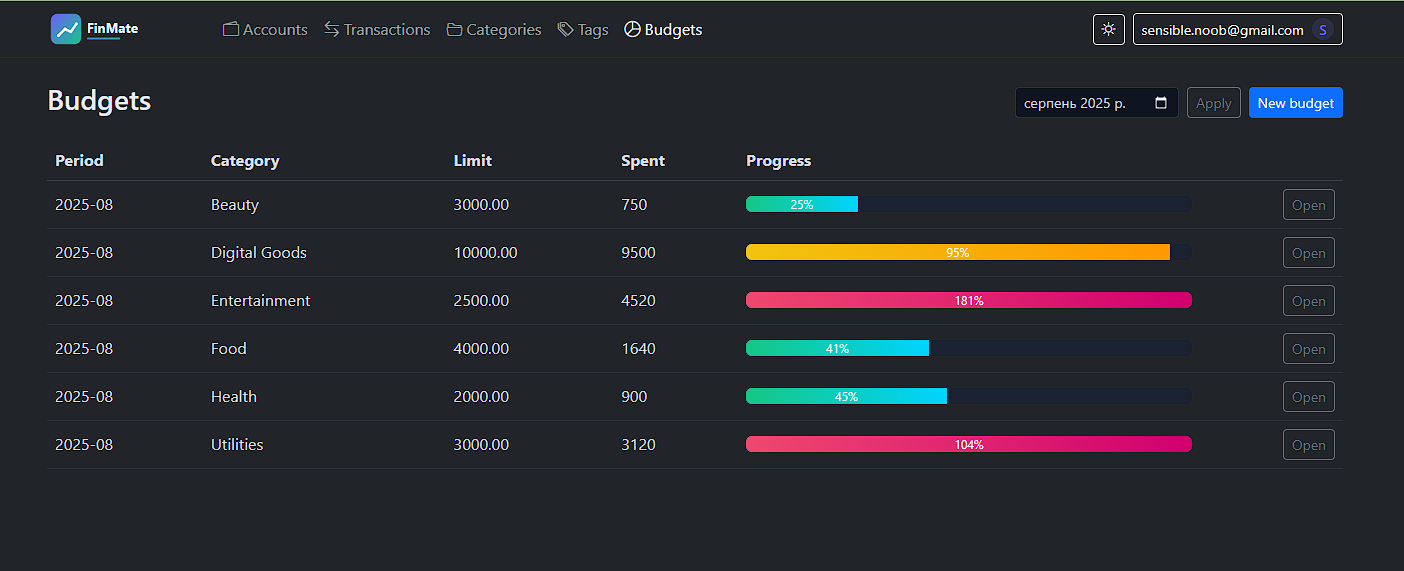 FinMate Accounts Transactions Categories Tags Budgets sensible.noob@gmail.com S
Budgets серпень 2025 р. Apply New budget
Period Category Limit Spent Progress
2025-08 Beauty 3000.00 750 25% Open
2025-08 Digital Goods 10000.00 9500 95% Open
2025-08 Entertainment 2500.00 4520 181% Open
2025-08 Food 4000.00 1640 41% Open
2025-08 Health 2000.00 900 45% Open
2025-08 Utilities 3000.00 3120 104% Open